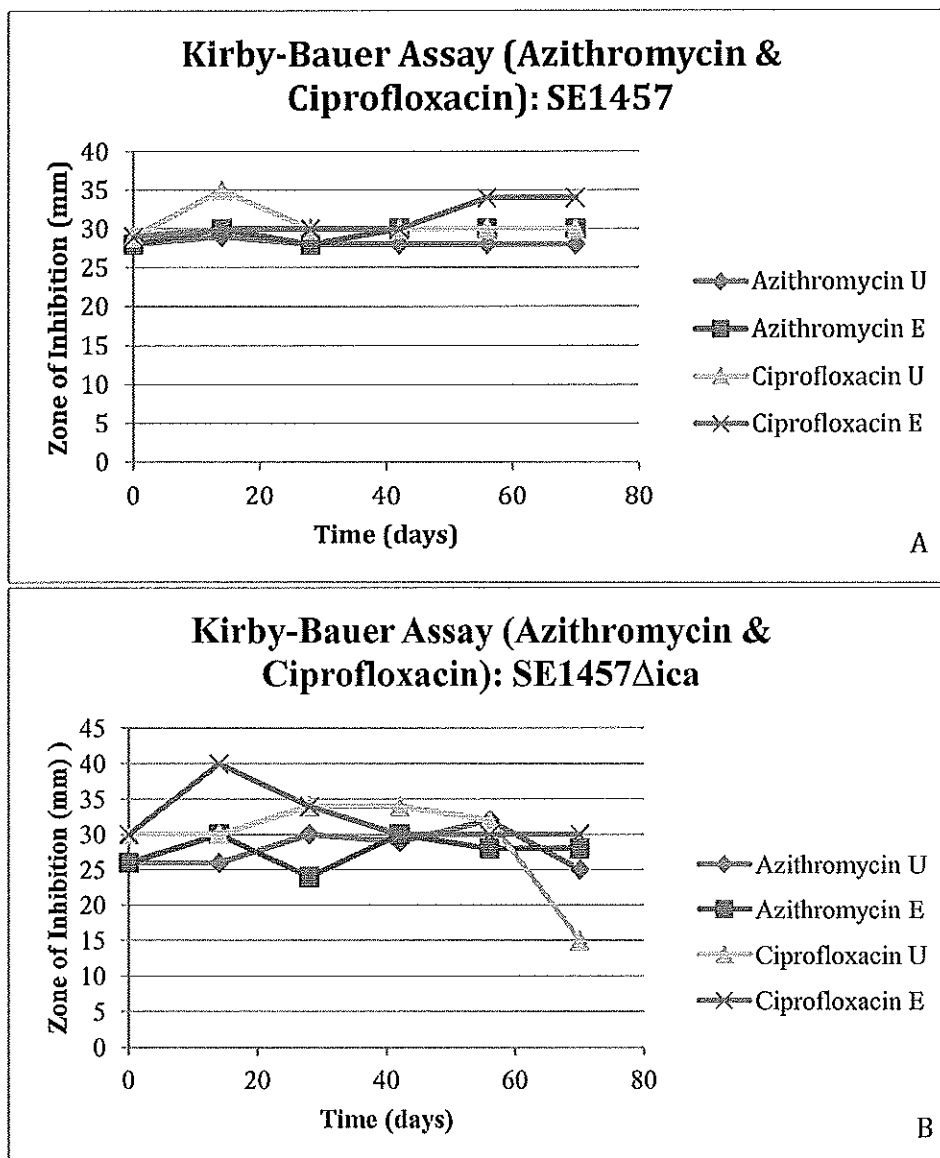 Kirby-Bauer Assay (Azithromycin &
Ciprofloxacin): SE1457
Zone of Inhibition (mm)
40
35
30
25
20
15
10
5
0
0 20 40 60 80
Time (days)
Azithromycin U
Azithromycin E
Ciprofloxacin U
Ciprofloxacin E
A
Kirby-Bauer Assay (Azithromycin &
Ciprofloxacin): SE1457Δica
Zone of Inhibition (mm) )
45
40
35
30
25
20
15
10
5
0
0 20 40 60 80
Time (days)
Azithromycin U
Azithromycin E
Ciprofloxacin U
Ciprofloxacin E
B